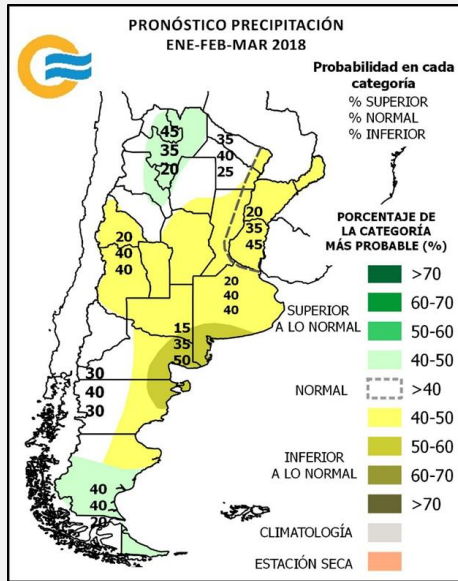 PRONÓSTICO PRECIPITACIÓN
ENE-FEB-MAR 2018
Probabilidad en cada
categoría
% SUPERIOR
% NORMAL
% INFERIOR
45
35
20
35
40
25
20
35
45
20
40
40
20
40
40
15
35
50
30
40
30
40
40
20
PORCENTAJE DE
LA CATEGORÍA
MÁS PROBABLE (%)
SUPERIOR
A LO NORMAL
>70
60-70
50-60
40-50
NORMAL
>40
INFERIOR
A LO NORMAL
40-50
50-60
60-70
>70
CLIMATOLOGÍA
ESTACIÓN SECA